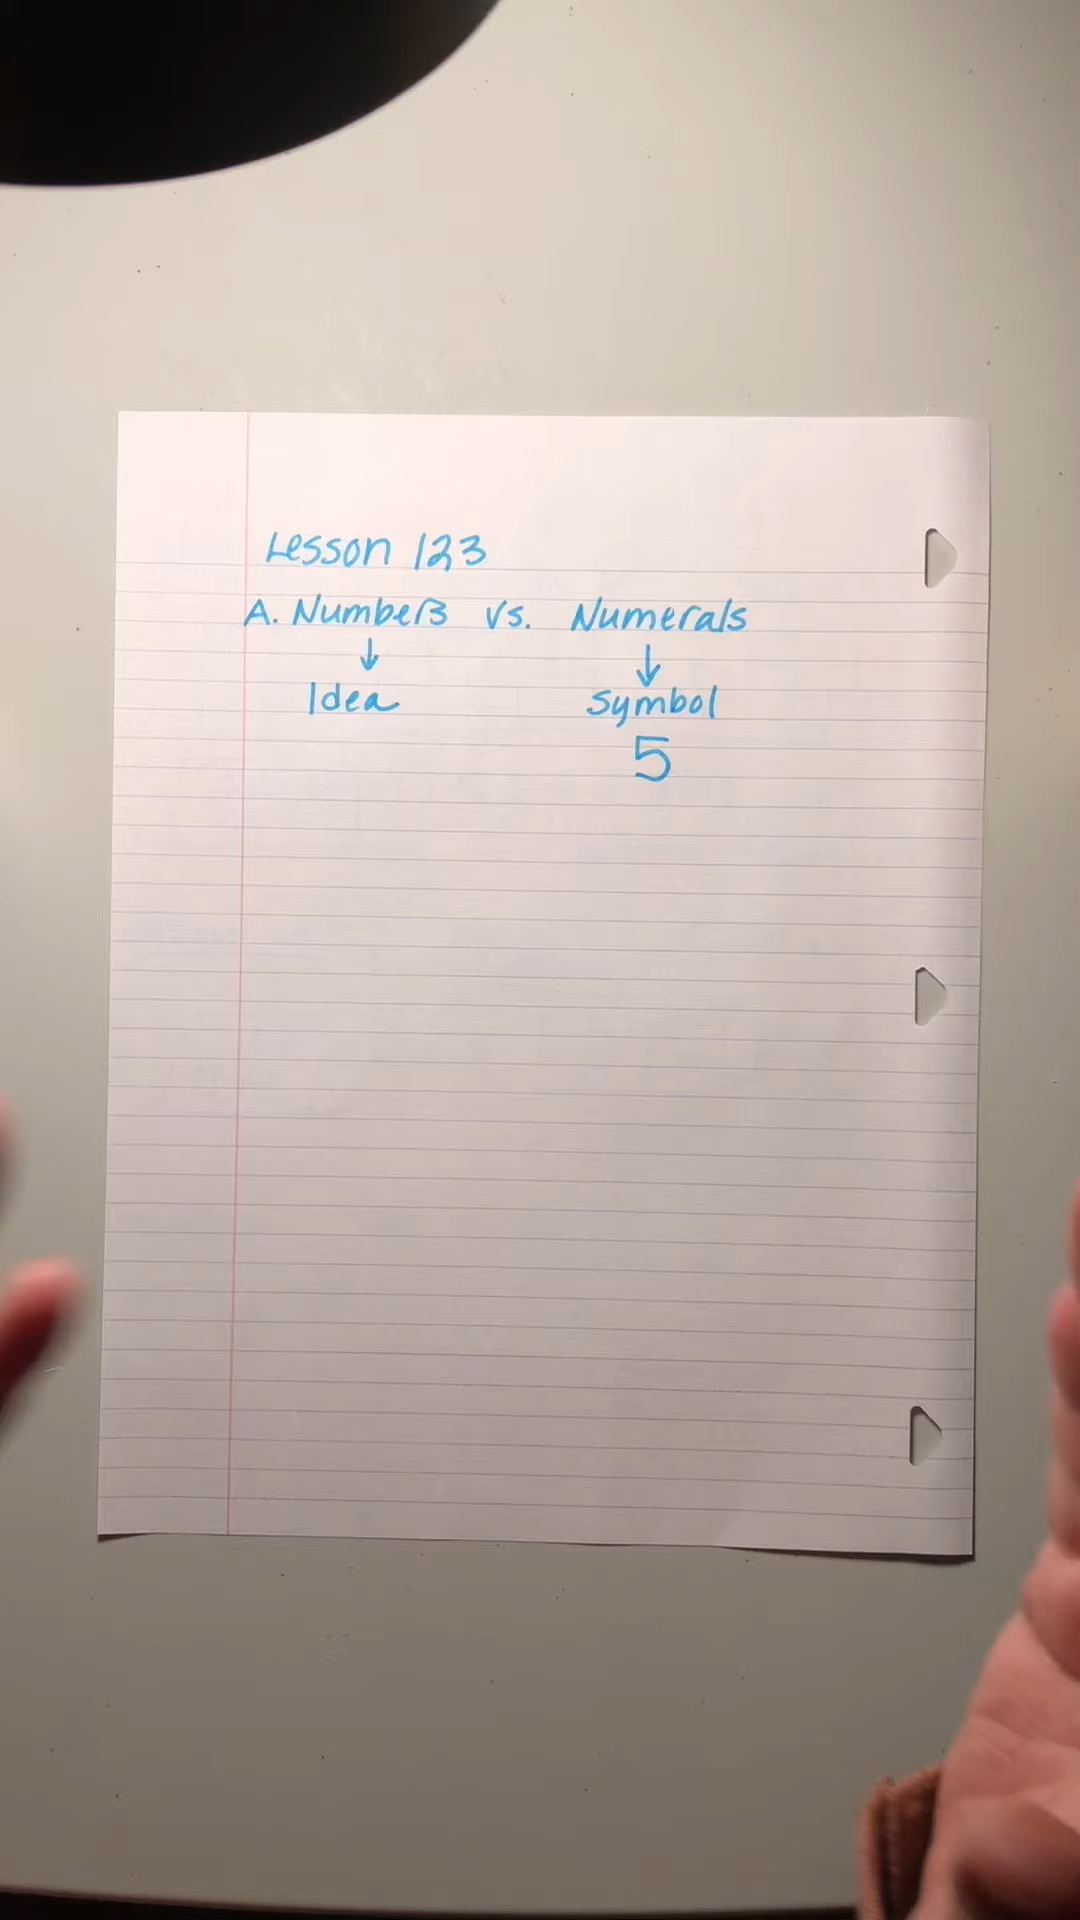 Lesson 123
A. Numbers vs. Numerals
↓ ↓
Idea Symbol
5